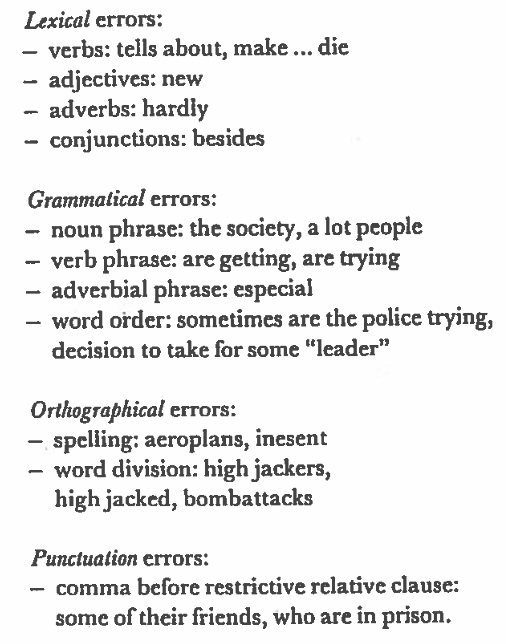 Lexical errors:
– verbs: tells about, make ... die
– adjectives: new
– adverbs: hardly
– conjunctions: besides
Grammatical errors:
– noun phrase: the society, a lot people
– verb phrase: are getting, are trying
– adverbial phrase: especial
– word order: sometimes are the police trying,
decision to take for some “leader”
Orthographical errors:
– spelling: aeroplans, inesent
– word division: high jackers,
high jacked, bombattacks
Punctuation errors:
– comma before restrictive relative clause:
some of their friends, who are in prison.